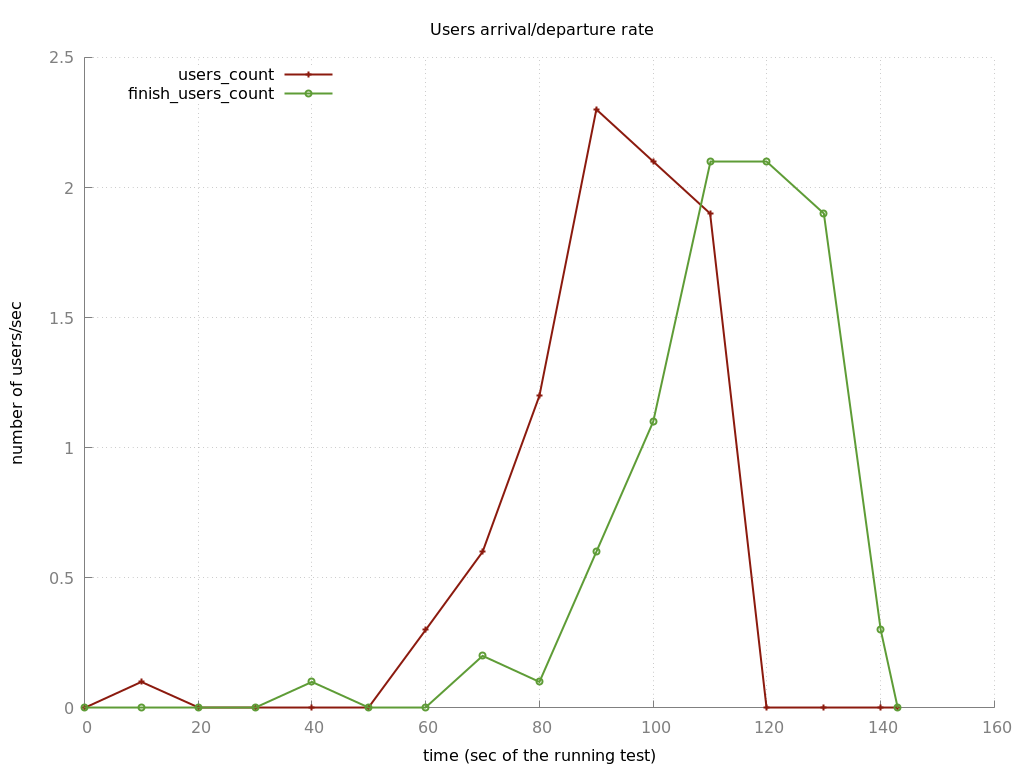 Users arrival/departure rate
users_count
finish_users_count
2.5
2
1.5
1
0.5
0
number of users/sec
0 20 40 60 80 100 120 140 160
time (sec of the running test)